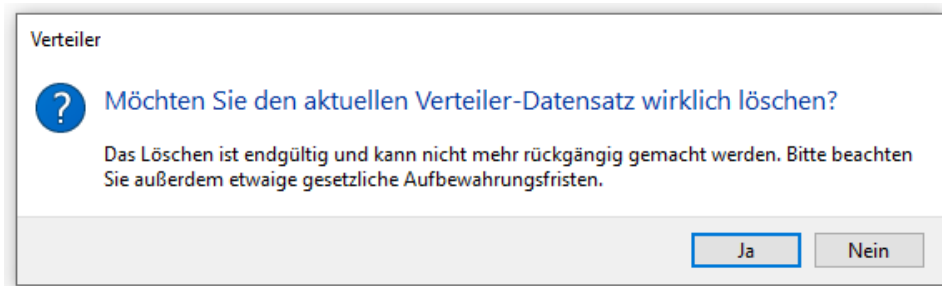 Verteiler
?
Möchten Sie den aktuellen Verteiler-Datensatz wirklich löschen?
Das Löschen ist endgültig und kann nicht mehr rückgängig gemacht werden. Bitte beachten
Sie außerdem etwaige gesetzliche Aufbewahrungsfristen.
Ja
Nein